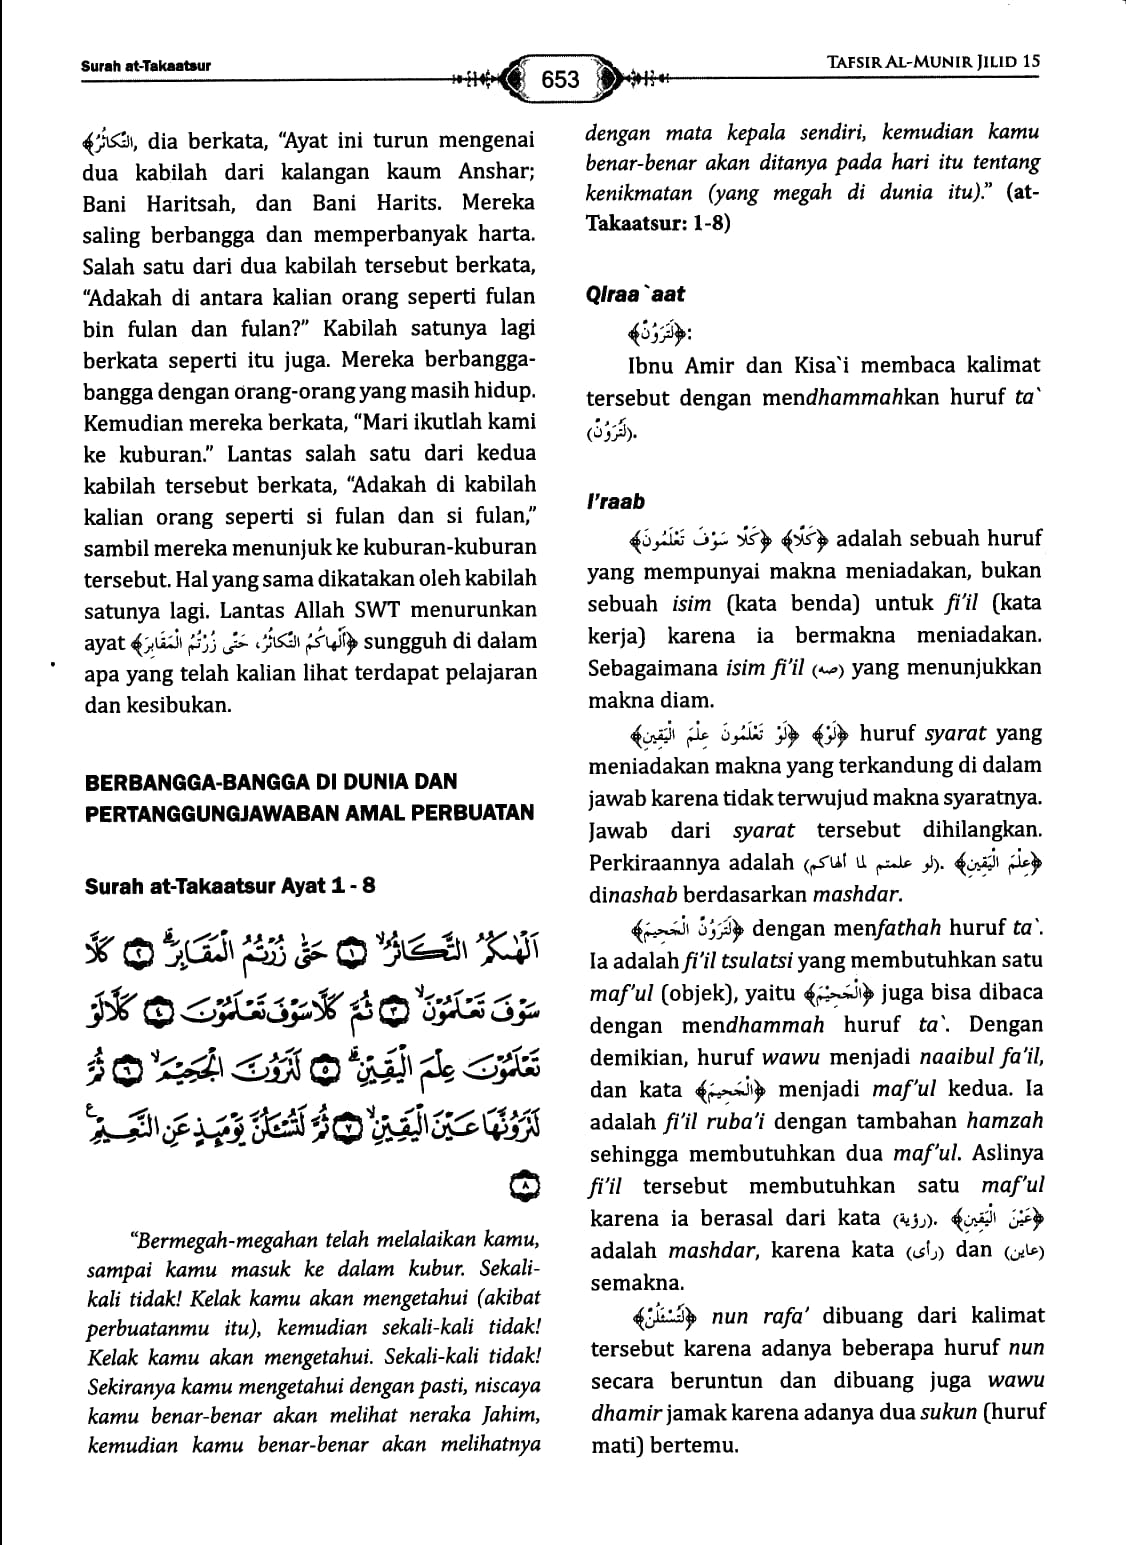 Surah at-Takaatsur
653
TAFSIR AL-MUNIR JILID 15
التَّكَاثُرُ﴾, dia berkata, “Ayat ini turun mengenai
dua kabilah dari kalangan kaum Anshar;
Bani Haritsah, dan Bani Harits. Mereka
saling berbangga dan memperbanyak harta.
Salah satu dari dua kabilah tersebut berkata,
“Adakah di antara kalian orang seperti fulan
bin fulan dan fulan?” Kabilah satunya lagi
berkata seperti itu juga. Mereka berbangga-
bangga dengan orang-orang yang masih hidup.
Kemudian mereka berkata, “Mari ikutlah kami
ke kuburan.” Lantas salah satu dari kedua
kabilah tersebut berkata, “Adakah di kabilah
kalian orang seperti si fulan dan si fulan,”
sambil mereka menunjuk ke kuburan-kuburan
tersebut. Hal yang sama dikatakan oleh kabilah
satunya lagi. Lantas Allah SWT menurunkan
ayat ﴿أَلْهَاكُمُ التَّكَاثُرُ، حَتَّى زُرْتُمُ الْمَقَابِرَ﴾ sungguh di dalam
apa yang telah kalian lihat terdapat pelajaran
dan kesibukan.
BERBANGGA-BANGGA DI DUNIA DAN
PERTANGGUNGJAWABAN AMAL PERBUATAN
Surah at-Takaatsur Ayat 1 - 8
اَلْهٰىكُمُ التَّكَاثُرُۙ ١ حَتّٰى زُرْتُمُ الْمَقَابِرَۗ ٢ كَلَّا
سَوْفَ تَعْلَمُوْنَۙ ٣ ثُمَّ كَلَّا سَوْفَ تَعْلَمُوْنَ ٤ كَلَّا لَوْ
تَعْلَمُوْنَ عِلْمَ الْيَقِيْنِۗ ٥ لَتَرَوُنَّ الْجَحِيْمَۙ ٦ ثُمَّ
لَتَرَوُنَّهَا عَيْنَ الْيَقِيْنِۙ ٧ ثُمَّ لَتُسْـَٔلُنَّ يَوْمَىِٕذٍ عَنِ النَّعِيْمِ ࣖ
٨
“Bermegah-megahan telah melalaikan kamu,
sampai kamu masuk ke dalam kubur. Sekali-
kali tidak! Kelak kamu akan mengetahui (akibat
perbuatanmu itu), kemudian sekali-kali tidak!
Kelak kamu akan mengetahui. Sekali-kali tidak!
Sekiranya kamu mengetahui dengan pasti, niscaya
kamu benar-benar akan melihat neraka Jahim,
kemudian kamu benar-benar akan melihatnya
dengan mata kepala sendiri, kemudian kamu
benar-benar akan ditanya pada hari itu tentang
kenikmatan (yang megah di dunia itu).” (at-
Takaatsur: 1-8)
QIraa`aat
﴿لَتَرَوُنَّ﴾:
Ibnu Amir dan Kisa`i membaca kalimat
tersebut dengan mendhammahkan huruf ta`
(لَتُرَوُنَّ).
I’raab
﴿كَلَّا سَوْفَ تَعْلَمُونَ﴾ ﴿كَلَّا﴾ adalah sebuah huruf
yang mempunyai makna meniadakan, bukan
sebuah isim (kata benda) untuk fi’il (kata
kerja) karena ia bermakna meniadakan.
Sebagaimana isim fi’il (صه) yang menunjukkan
makna diam.
﴿لَوْ تَعْلَمُونَ عِلْمَ الْيَقِينِ﴾ ﴿لَوْ﴾ huruf syarat yang
meniadakan makna yang terkandung di dalam
jawab karena tidak terwujud makna syaratnya.
Jawab dari syarat tersebut dihilangkan.
Perkiraannya adalah (لو علمتم لما ألهاكم). ﴿عِلْمَ الْيَقِينِ﴾
dinashab berdasarkan mashdar.
﴿لَتَرَوُنَّ الْجَحِيمَ﴾ dengan menfathah huruf ta`.
Ia adalah fi’il tsulatsi yang membutuhkan satu
maf’ul (objek), yaitu ﴿الْجَحِيْمَ﴾ juga bisa dibaca
dengan mendhammah huruf ta`. Dengan
demikian, huruf wawu menjadi naaibul fa’il,
dan kata ﴿الْجَحِيمَ﴾ menjadi maf’ul kedua. Ia
adalah fi’il ruba’i dengan tambahan hamzah
sehingga membutuhkan dua maf’ul. Aslinya
fi’il tersebut membutuhkan satu maf’ul
karena ia berasal dari kata (رؤية). ﴿عَيْنَ الْيَقِينِ﴾
adalah mashdar, karena kata (رأى) dan (عاين)
semakna.
﴿لَتُسْئَلُنَّ﴾ nun rafa’ dibuang dari kalimat
tersebut karena adanya beberapa huruf nun
secara beruntun dan dibuang juga wawu
dhamir jamak karena adanya dua sukun (huruf
mati) bertemu.